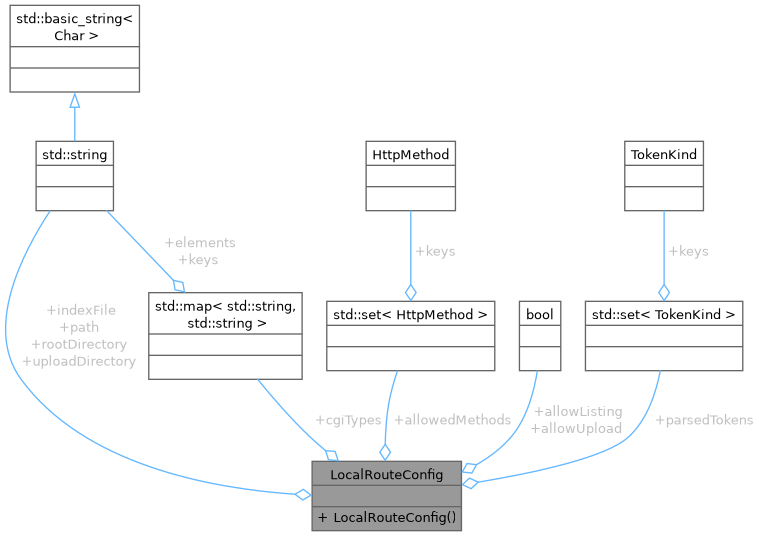 std::basic_string<
Char >
std::string
HttpMethod
TokenKind
+elements
+keys
+keys
+keys
+indexFile
+path
+rootDirectory
+uploadDirectory
std::map< std::string,
std::string >
std::set< HttpMethod >
bool
std::set< TokenKind >
+cgiTypes
+allowedMethods
+allowListing
+allowUpload
+parsedTokens
LocalRouteConfig
+ LocalRouteConfig()